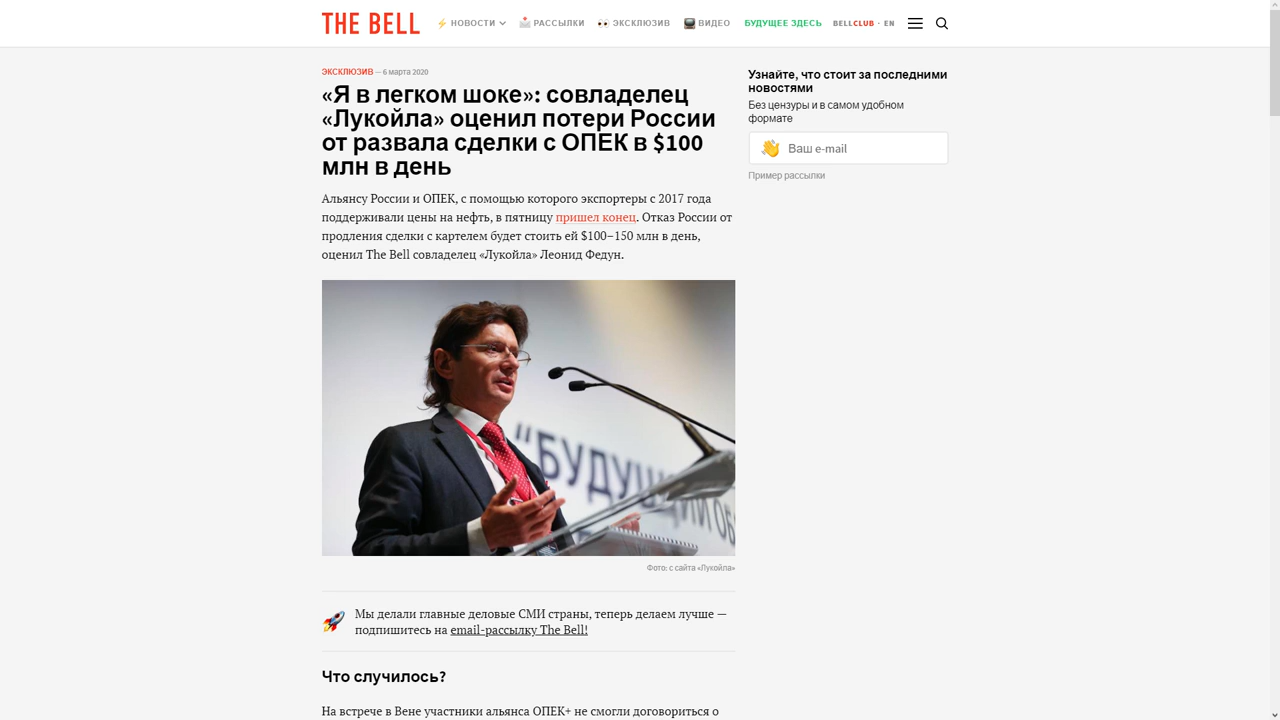 THE BELL
НОВОСТИ
РАССЫЛКИ
ЭКСКЛЮЗИВ
ВИДЕО
БУДУЩЕЕ ЗДЕСЬ
BELLCLUB · EN
ЭКСКЛЮЗИВ — 6 марта 2020
«Я в легком шоке»: совладелец
«Лукойла» оценил потери России
от развала сделки с ОПЕК в $100
млн в день
Альянсу России и ОПЕК, с помощью которого экспортеры с 2017 года
поддерживали цены на нефть, в пятницу пришел конец. Отказ России от
продления сделки с картелем будет стоить ей $100–150 млн в день,
оценил The Bell совладелец «Лукойла» Леонид Федун.
“БУДУЩ
Фото: с сайта «Лукойла»
Мы делали главные деловые СМИ страны, теперь делаем лучше —
подпишитесь на email-рассылку The Bell!
Что случилось?
На встрече в Вене участники альянса ОПЕК+ не смогли договориться о
Узнайте, что стоит за последними
новостями
Без цензуры и в самом удобном
формате
Ваш e-mail
Пример рассылки